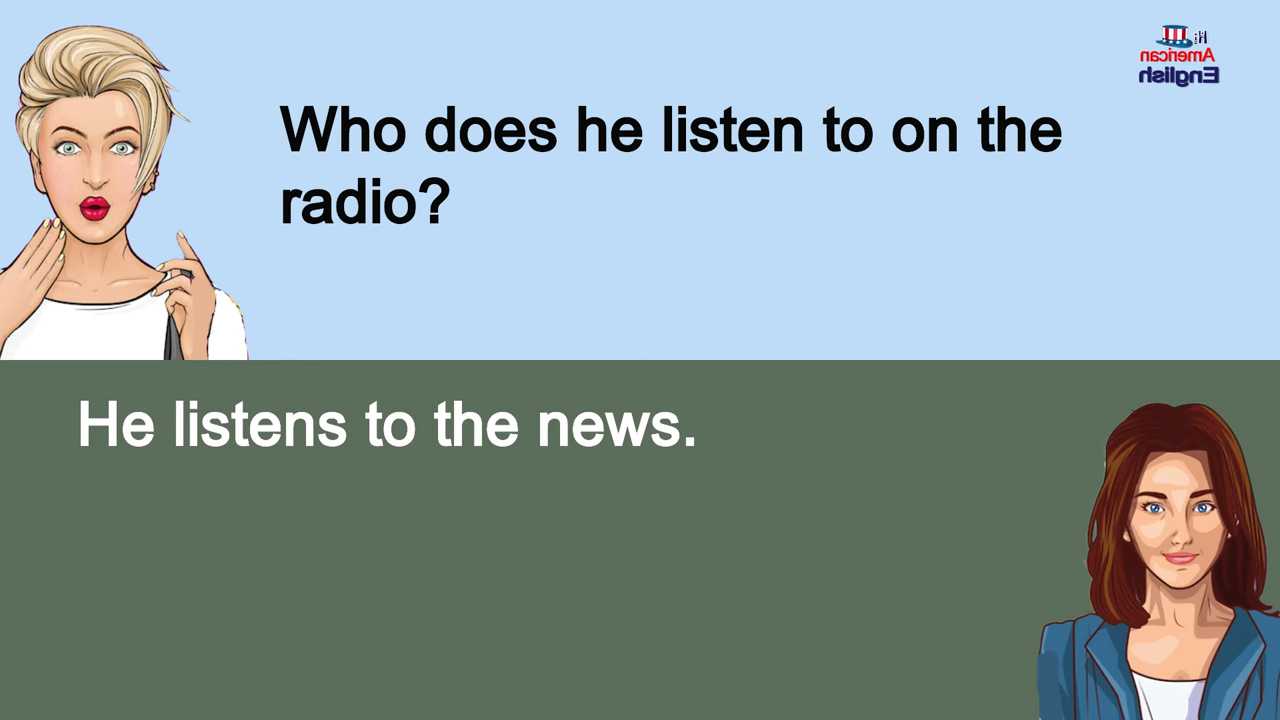 Who does he listen to on the
radio?
American
English
He listens to the news.